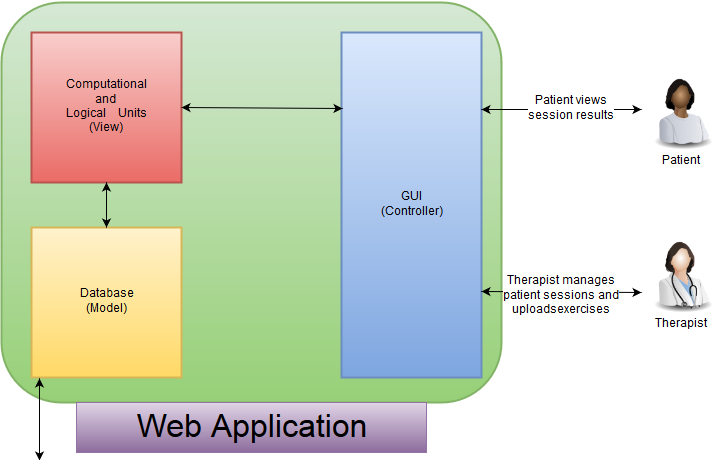 Computational
and
Logical Units
(View)
GUI
(Controller)
Database
(Model)
Patient views
session results
Patient
Therapist manages
patient sessions and
uploadsexercises
Therapist
Web Application